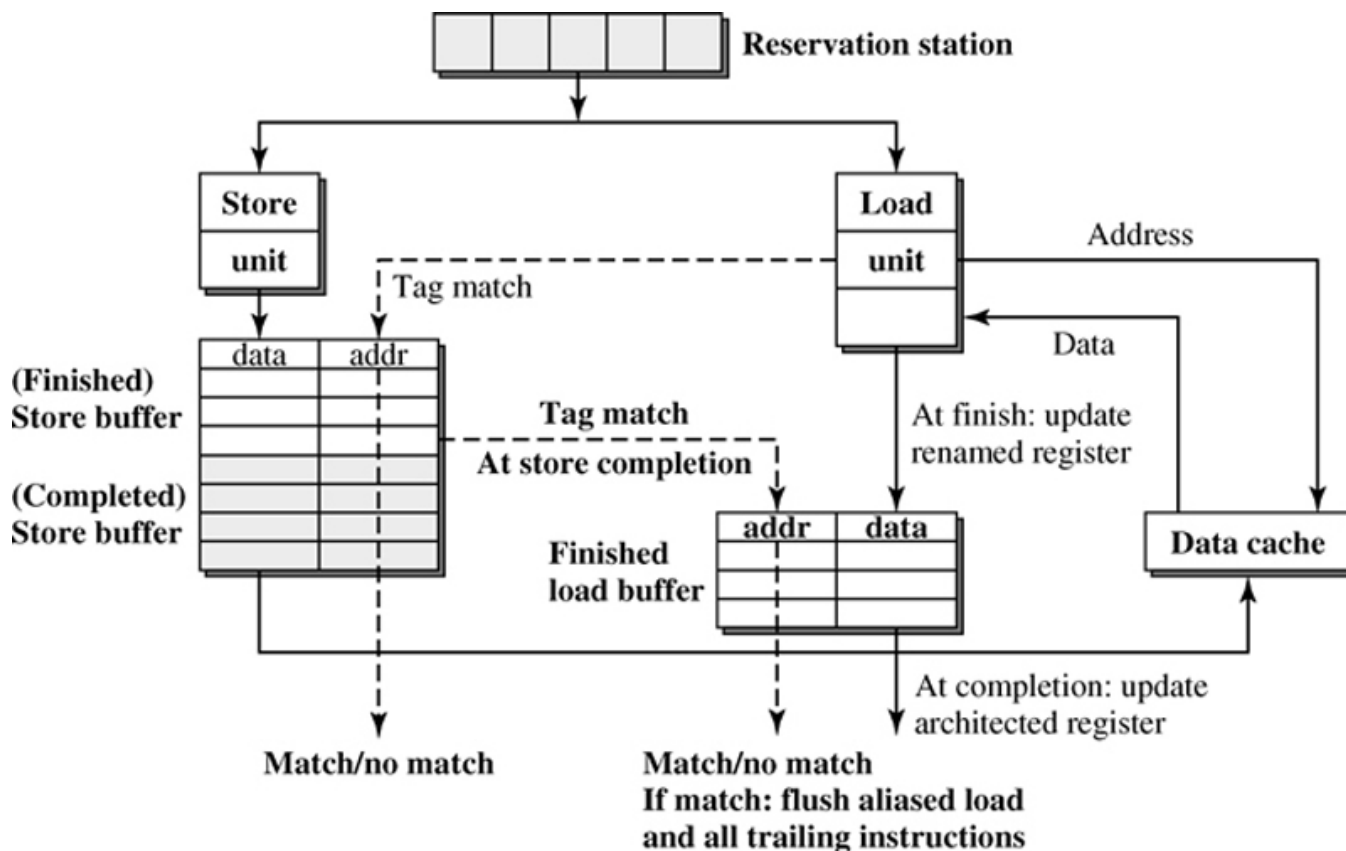 Reservation station
Store
unit
Load
unit
Address
Tag match
Data
data addr
(Finished)
Store buffer
Tag match
At store completion
At finish: update
renamed register
(Completed)
Store buffer
addr data
Finished
load buffer
Data cache
At completion: update
architected register
Match/no match
Match/no match
If match: flush aliased load
and all trailing instructions